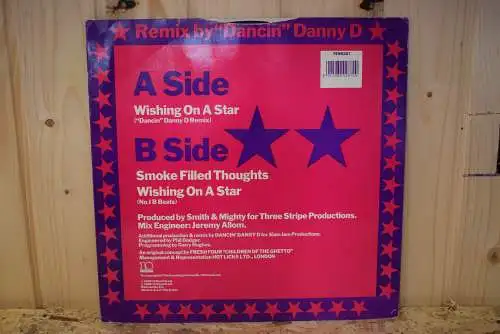 Remix by "Dancin" Danny D
A Side
Wishing On A Star
("Dancin" Danny D Remix)
B Side
Smoke Filled Thoughts
Wishing On A Star
(No.1 B Beats)
Produced by Smith & Mighty for Three Stripe Productions.
Mix Engineer: Jeremy Allom.
Additional production & remix by DANCIN' DANNY D for Slam Jam Productions.
Engineered by Phil Bodger.
Programming by Garry Hughes.
An original concept by FRESH FOUR "CHILDREN OF THE GHETTO"
Management & Representation HOT LICKS LTD., LONDON